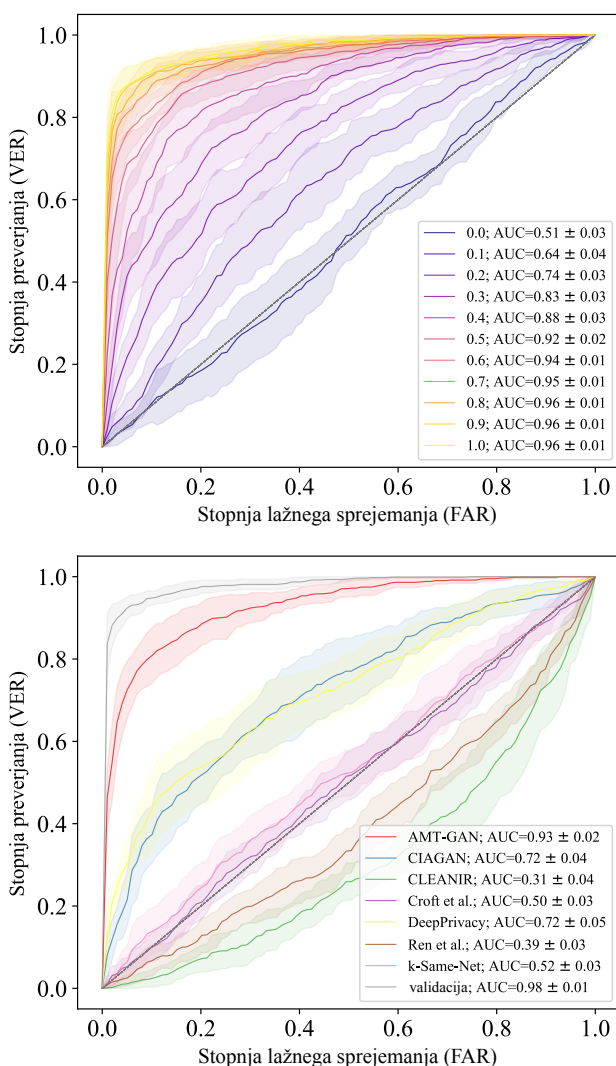 1.0
0.8
0.6
0.4
0.2
0.0
Stopnja preverjanja (VER)
0.0; AUC=0.51 ± 0.03
0.1; AUC=0.64 ± 0.04
0.2; AUC=0.74 ± 0.03
0.3; AUC=0.83 ± 0.03
0.4; AUC=0.88 ± 0.03
0.5; AUC=0.92 ± 0.02
0.6; AUC=0.94 ± 0.01
0.7; AUC=0.95 ± 0.01
0.8; AUC=0.96 ± 0.01
0.9; AUC=0.96 ± 0.01
1.0; AUC=0.96 ± 0.01
0.0 0.2 0.4 0.6 0.8 1.0
Stopnja lažnega sprejemanja (FAR)
1.0
0.8
0.6
0.4
0.2
0.0
Stopnja preverjanja (VER)
AMT-GAN; AUC=0.93 ± 0.02
CIAGAN; AUC=0.72 ± 0.04
CLEANIR; AUC=0.31 ± 0.04
Croft et al.; AUC=0.50 ± 0.03
DeepPrivacy; AUC=0.72 ± 0.05
Ren et al.; AUC=0.39 ± 0.03
k-Same-Net; AUC=0.52 ± 0.03
validacija; AUC=0.98 ± 0.01
0.0 0.2 0.4 0.6 0.8 1.0
Stopnja lažnega sprejemanja (FAR)